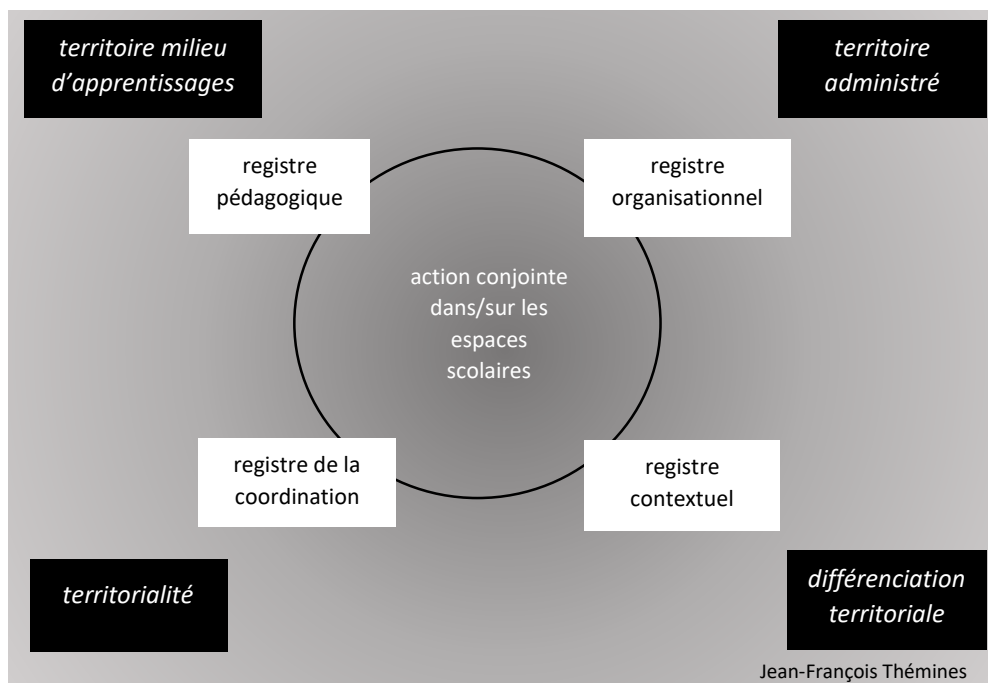 territoire milieu
d’apprentissages
territoire
administré
registre
pédagogique
registre
organisationnel
action conjointe
dans/sur les
espaces
scolaires
registre de la
coordination
registre
contextuel
territorialité
différenciation
territoriale
Jean-François Thémines